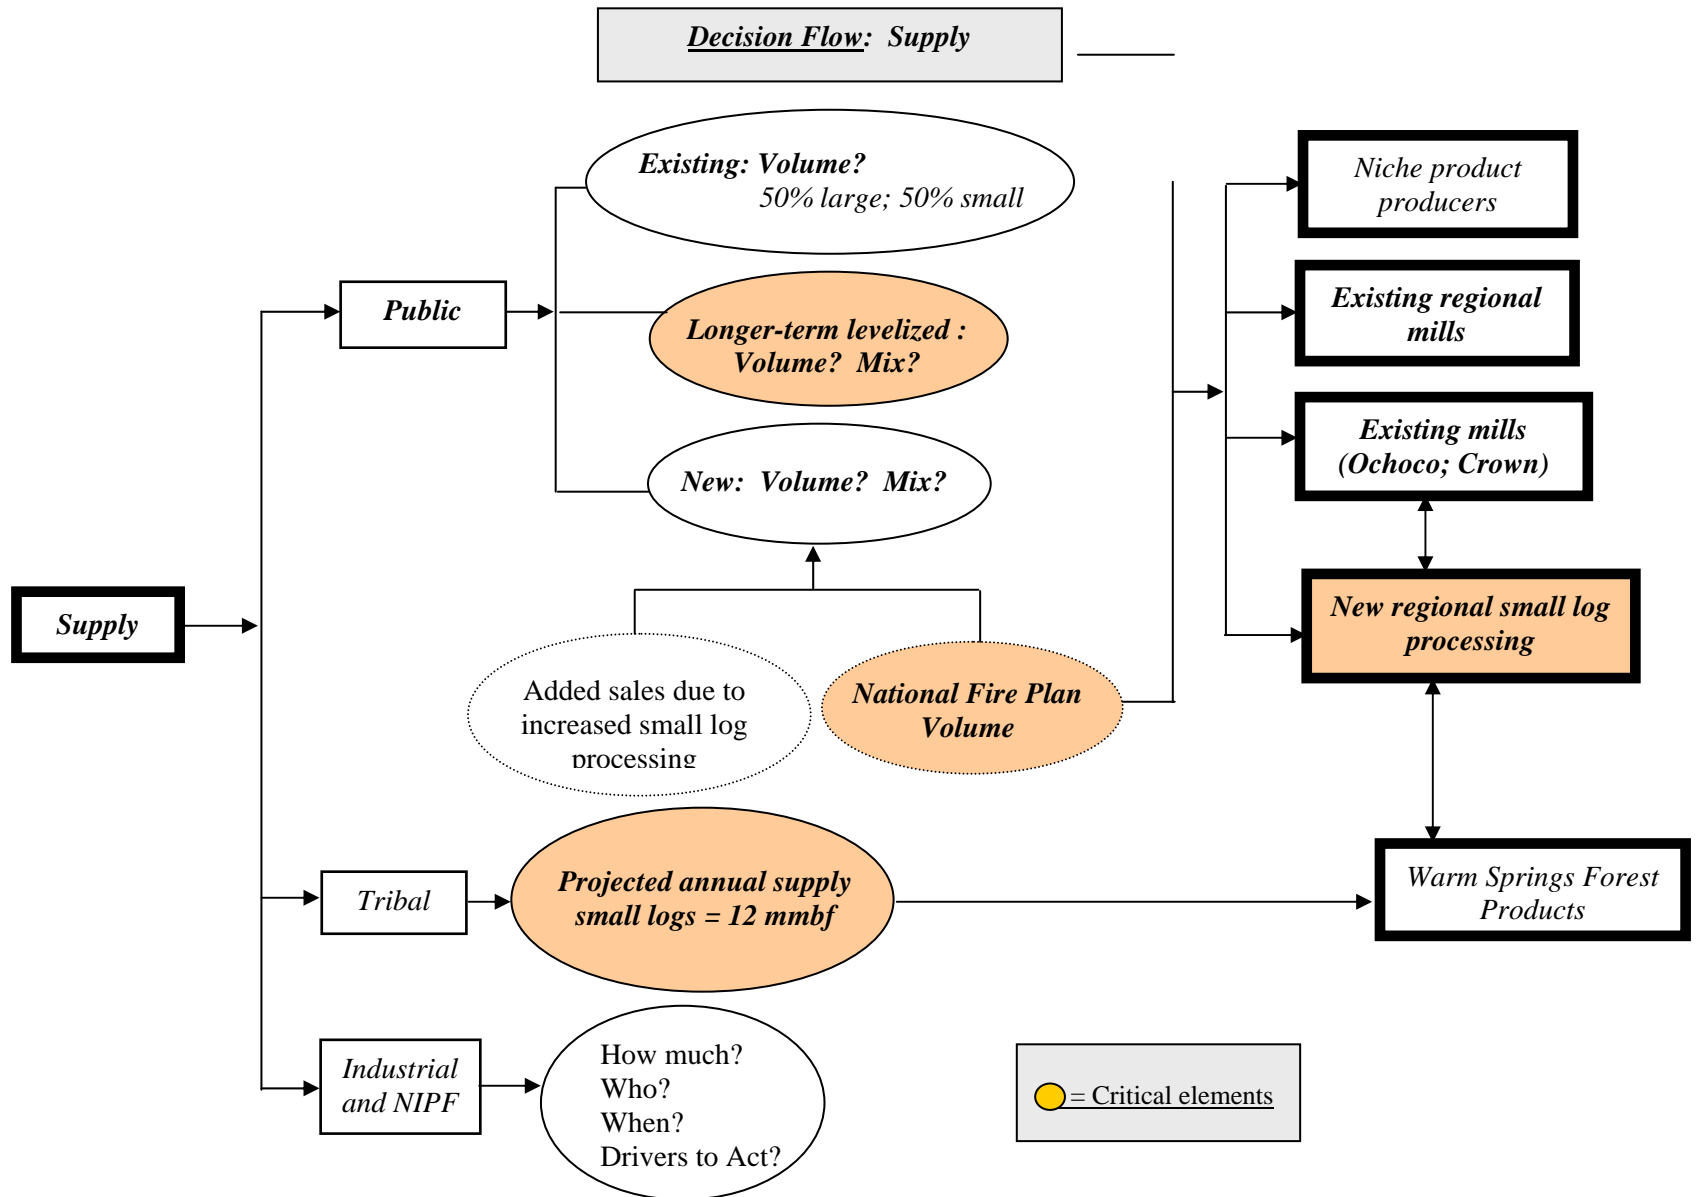 Decision Flow: Supply
Existing: Volume?
50% large; 50% small
Niche product
producers
Public
Longer-term levelized :
Volume? Mix?
Existing regional
mills
New: Volume? Mix?
Existing mills
(Ochoco; Crown)
Supply
Added sales due to
increased small log
processing
National Fire Plan
Volume
New regional small log
processing
Tribal
Projected annual supply
small logs = 12 mmbf
Warm Springs Forest
Products
Industrial
and NIPF
How much?
Who?
When?
Drivers to Act?
= Critical elements